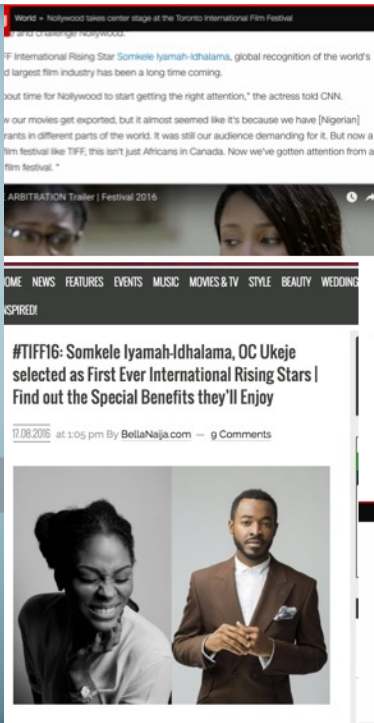 World » Nollywood takes center stage at the Toronto International Film Festival
and challenge Nollywood.
FF International Rising Star Somkele Iyamah-Idhalama, global recognition of the world's
d largest film industry has been a long time coming.
out time for Nollywood to start getting the right attention," the actress told CNN.
w our movies get exported, but it almost seemed like it's because we have [Nigerian]
rants in different parts of the world. It was still our audience demanding for it. But now a
film festival like TIFF, this isn't just Africans in Canada. Now we've gotten attention from a
film festival. "
ARBITRATION Trailer | Festival 2016
OME NEWS FEATURES EVENTS MUSIC MOVIES & TV STYLE BEAUTY WEDDING
NSPIRED!
#TIFF16: Somkele Iyamah-Idhalama, OC Ukeje
selected as First Ever International Rising Stars |
Find out the Special Benefits they'll Enjoy
17.08.2016 at 1:05 pm By BellaNaija.com — 9 Comments